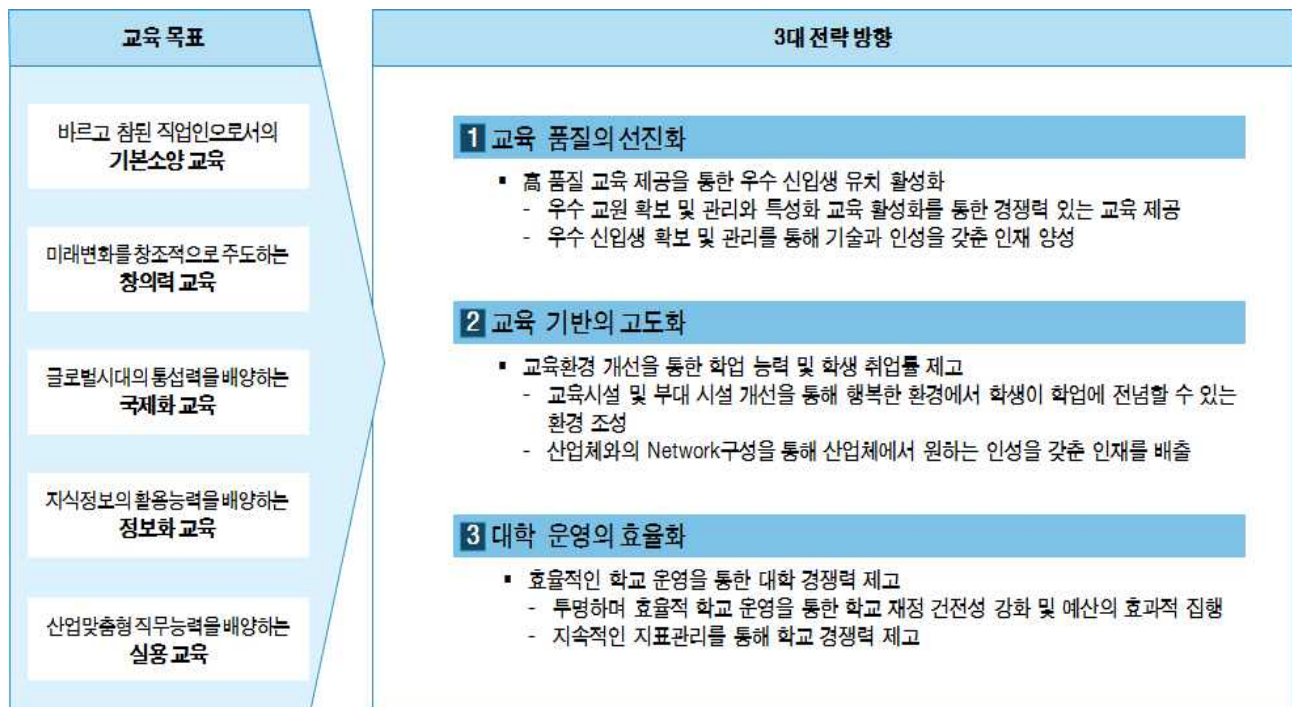 교육 목표
바르고 참된 직업인으로서의
기본소양 교육
미래변화를 창조적으로 주도하는
창의력 교육
글로벌시대의 통섭력을 배양하는
국제화 교육
지식정보의 활용능력을 배양하는
정보화 교육
산업맞춤형 직무능력을 배양하는
실용 교육
3대 전략 방향
1 교육 품질의 선진화
▪ 高 품질 교육 제공을 통한 우수 신입생 유치 활성화
- 우수 교원 확보 및 관리와 특성화 교육 활성화를 통한 경쟁력 있는 교육 제공
- 우수 신입생 확보 및 관리를 통해 기술과 인성을 갖춘 인재 양성
2 교육 기반의 고도화
▪ 교육환경 개선을 통한 학업 능력 및 학생 취업률 제고
- 교육시설 및 부대 시설 개선을 통해 행복한 환경에서 학생이 학업에 전념할 수 있는
환경 조성
- 산업체와의 Network구성을 통해 산업체에서 원하는 인성을 갖춘 인재를 배출
3 대학 운영의 효율화
▪ 효율적인 학교 운영을 통한 대학 경쟁력 제고
- 투명하며 효율적 학교 운영을 통한 학교 재정 건전성 강화 및 예산의 효과적 집행
- 지속적인 지표관리를 통해 학교 경쟁력 제고